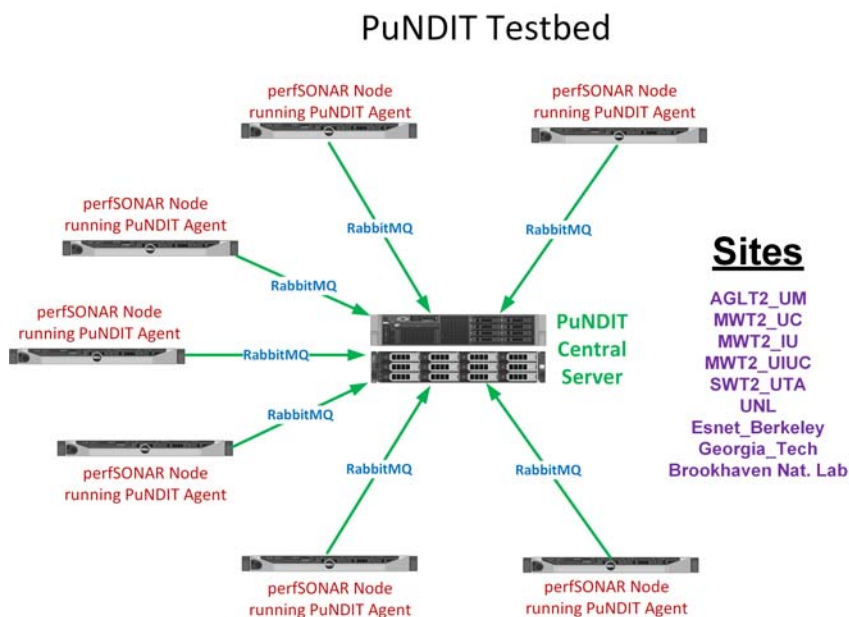 PuNDIT Testbed
perfSONAR Node
running PuNDIT Agent
perfSONAR Node
running PuNDIT Agent
perfSONAR Node
running PuNDIT Agent
RabbitMQ
RabbitMQ
RabbitMQ
perfSONAR Node
running PuNDIT Agent
RabbitMQ
PuNDIT
Central
Server
RabbitMQ
perfSONAR Node
running PuNDIT Agent
RabbitMQ
RabbitMQ
perfSONAR Node
running PuNDIT Agent
perfSONAR Node
running PuNDIT Agent
Sites
AGLT2_UM
MWT2_UC
MWT2_IU
MWT2_UIUC
SWT2_UTA
UNL
Esnet_Berkeley
Georgia_Tech
Brookhaven Nat. Lab